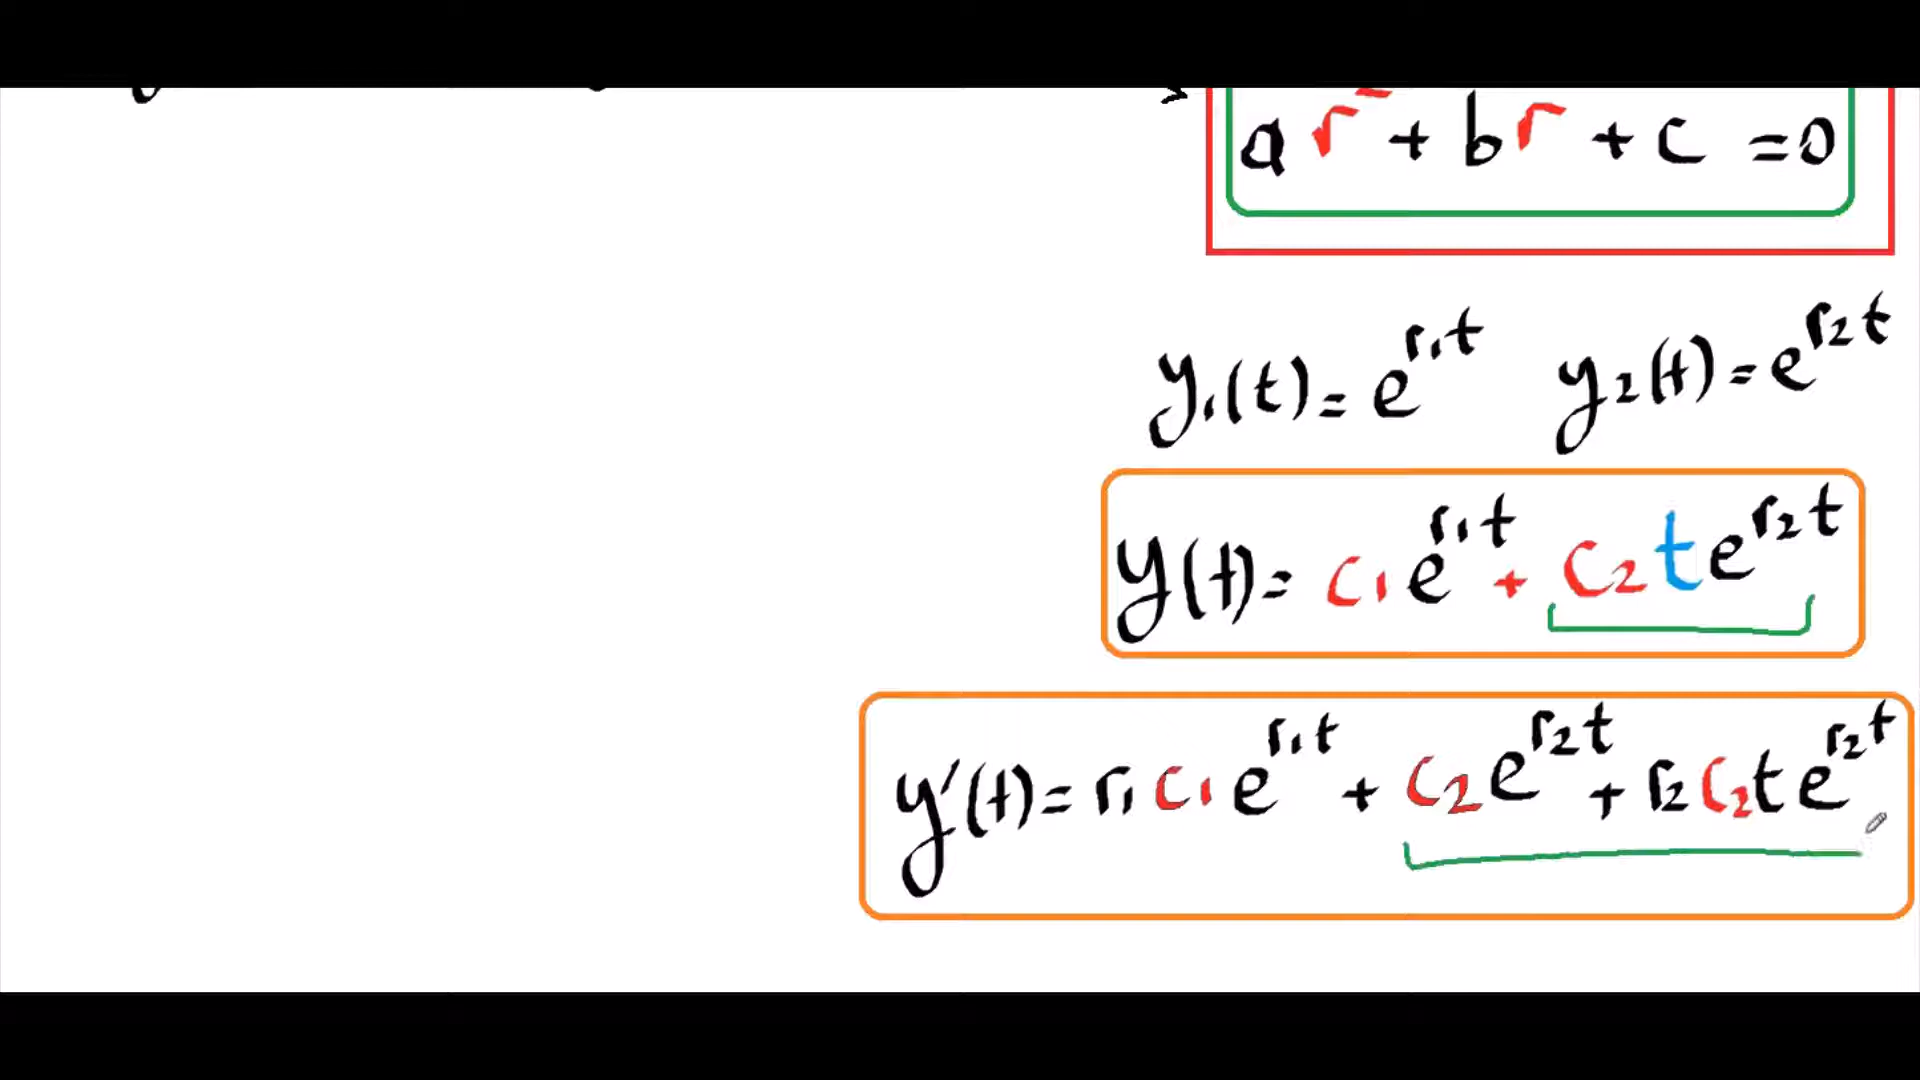 ar² + br + c = 0
y₁(t) = e^{r₁t} y₂(t) = e^{r₂t}
y(t) = c₁e^{r₁t} + c₂te^{r₂t}
y'(t) = r₁c₁e^{r₁t} + c₂e^{r₂t} + r₂c₂te^{r₂t}